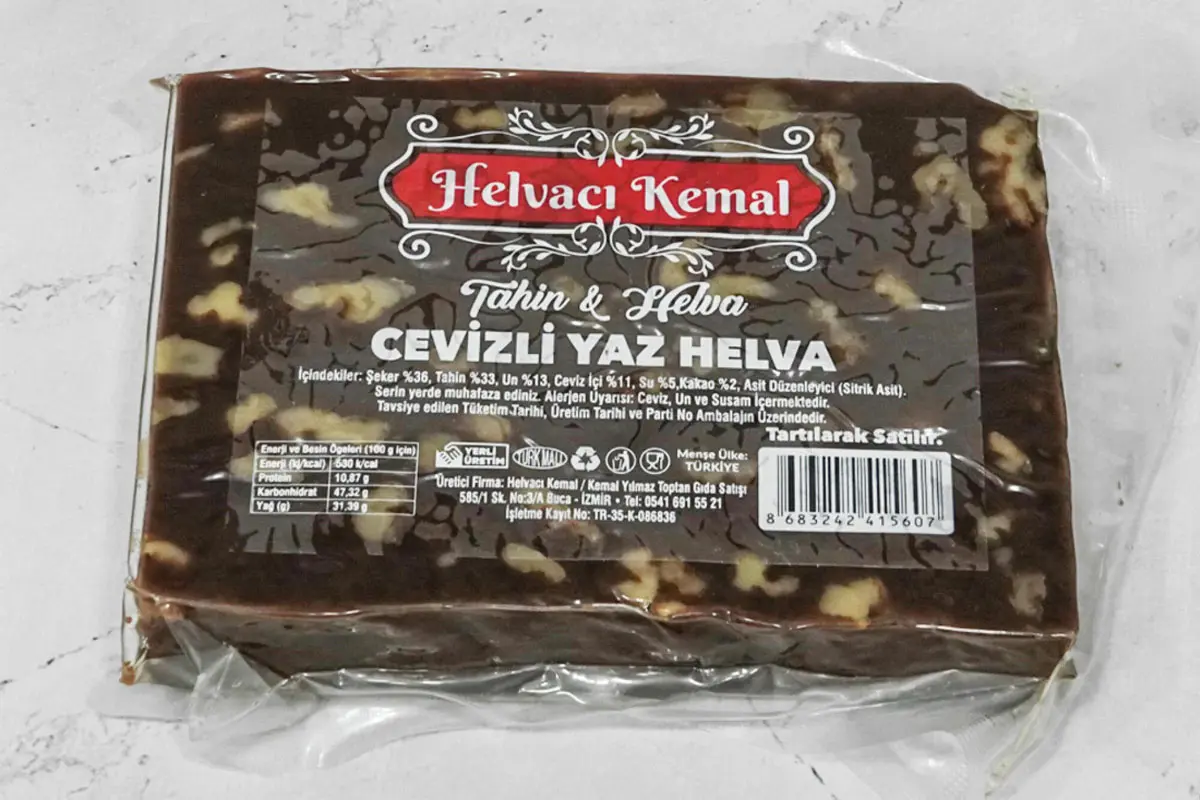 Helvacı Kemal
Tahin & Helva
CEVİZLİ YAZ HELVA
İçindekiler: Şeker %36, Tahin %33, Un %13, Ceviz İçi %11, Su %5,Kakao %2, Asit Düzenleyici (Sitrik Asit).
Serin yerde muhafaza ediniz. Alerjen Uyarısı: Ceviz, Un ve Susam İçermektedir.
Tavsiye edilen Tüketim Tarihi, Üretim Tarihi ve Parti No Ambalajın Üzerindedir.
Tartılarak Satılır.
Enerji ve Besin Ögeleri (100 g için)
Enerji (kj/kcal) 530 k/cal
Protein 10,87 g
Karbonhidrat 47,32 g
Yağ (g) 31,39 g
YERLİ ÜRETİM
TÜRK MALI
Menşe Ülke:
TÜRKİYE
Üretici Firma: Helvacı Kemal / Kemal Yılmaz Toptan Gıda Satışı
585/1 Sk. No:3/A Buca - İZMİR • Tel: 0541 691 55 21
İşletme Kayıt No: TR-35-K-086836
8 683242 415607